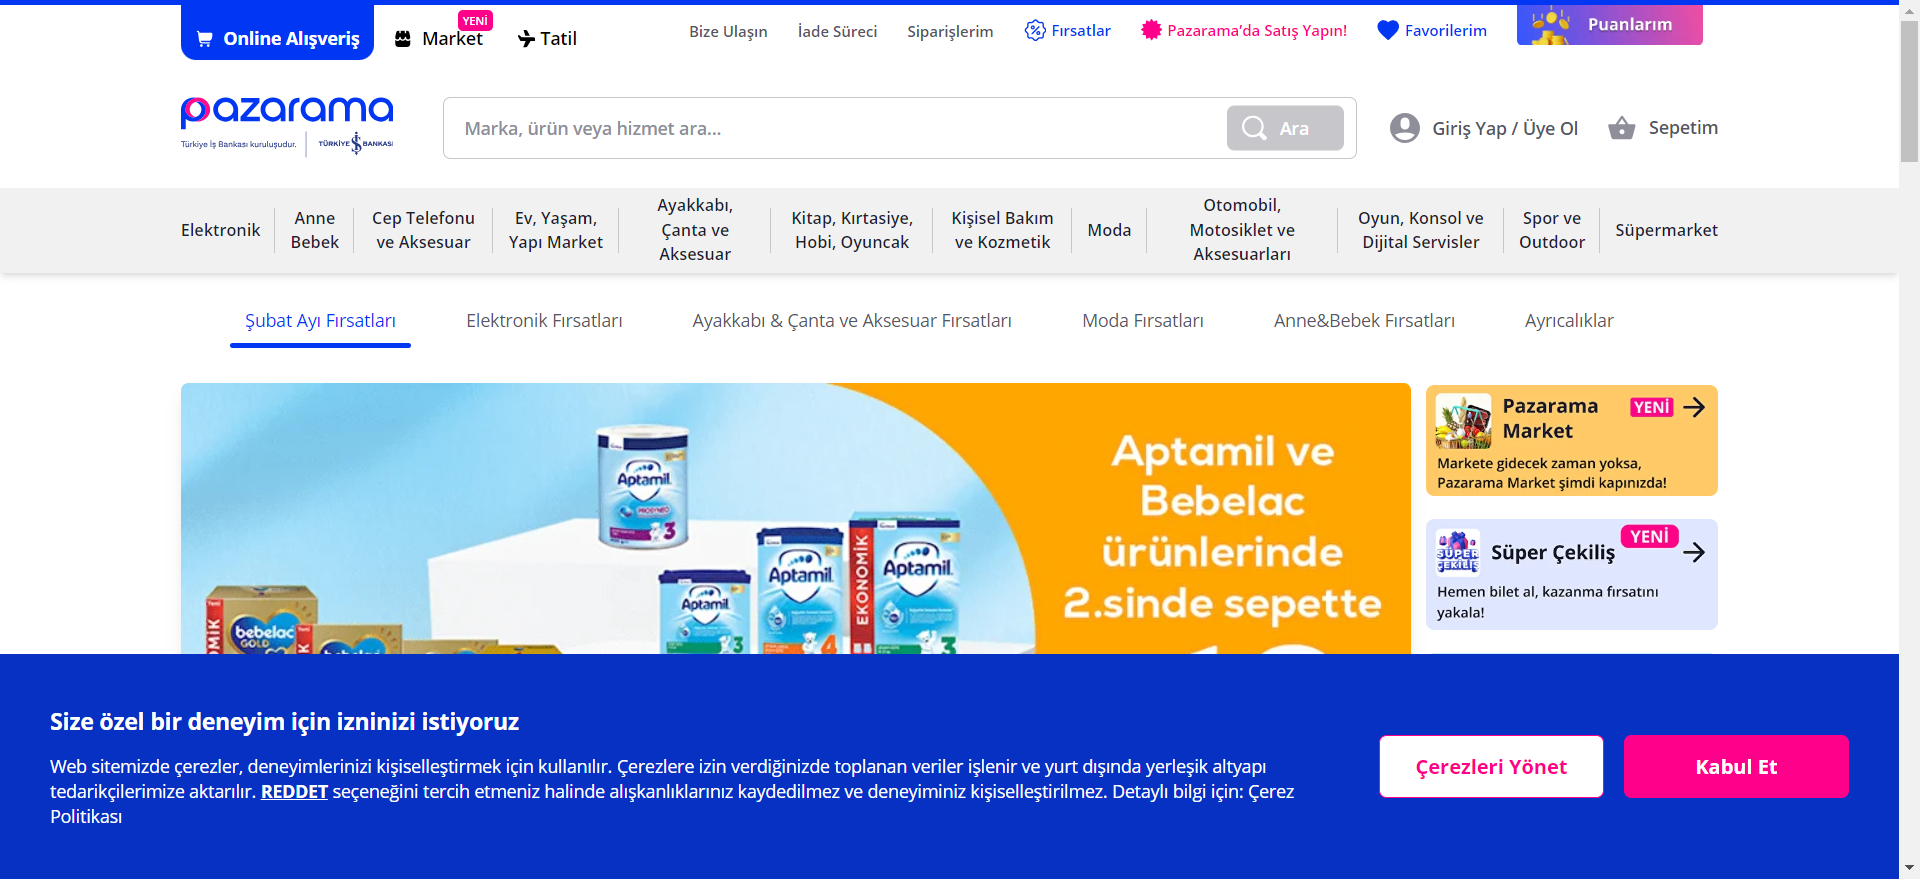 Online Alışveriş
Market
YENİ
Tatil
Bize Ulaşın
İade Süreci
Siparişlerim
Fırsatlar
Pazarama'da Satış Yapın!
Favorilerim
Puanlarım
pazarama
Türkiye İş Bankası kuruluşudur.
TÜRKİYE İŞ BANKASI
Marka, ürün veya hizmet ara...
Ara
Giriş Yap / Üye Ol
Sepetim
Elektronik
Anne
Bebek
Cep Telefonu
ve Aksesuar
Ev, Yaşam,
Yapı Market
Ayakkabı,
Çanta ve
Aksesuar
Kitap, Kırtasiye,
Hobi, Oyuncak
Kişisel Bakım
ve Kozmetik
Moda
Otomobil,
Motosiklet ve
Aksesuarları
Oyun, Konsol ve
Dijital Servisler
Spor ve
Outdoor
Süpermarket
Şubat Ayı Fırsatları
Elektronik Fırsatları
Ayakkabı & Çanta ve Aksesuar Fırsatları
Moda Fırsatları
Anne&Bebek Fırsatları
Ayrıcalıklar
Aptamil
PRODYNEO
3
Aptamil
3
Aptamil
4
EKONOMİK
Aptamil
3
Yeni
bebelac
GOLD
Aptamil ve
Bebelac
ürünlerinde
2.sinde sepette
Pazarama
Market
YENİ
Markete gidecek zaman yoksa,
Pazarama Market şimdi kapınızda!
SÜPER
ÇEKİLİŞ
Süper Çekiliş
YENİ
Hemen bilet al, kazanma fırsatını
yakala!
Size özel bir deneyim için izninizi istiyoruz
Web sitemizde çerezler, deneyimlerinizi kişiselleştirmek için kullanılır. Çerezlere izin verdiğinizde toplanan veriler işlenir ve yurt dışında yerleşik altyapı
tedarikçilerimize aktarılır. REDDET seçeneğini tercih etmeniz halinde alışkanlıklarınız kaydedilmez ve deneyiminiz kişiselleştirilmez. Detaylı bilgi için: Çerez
Politikası
Çerezleri Yönet
Kabul Et